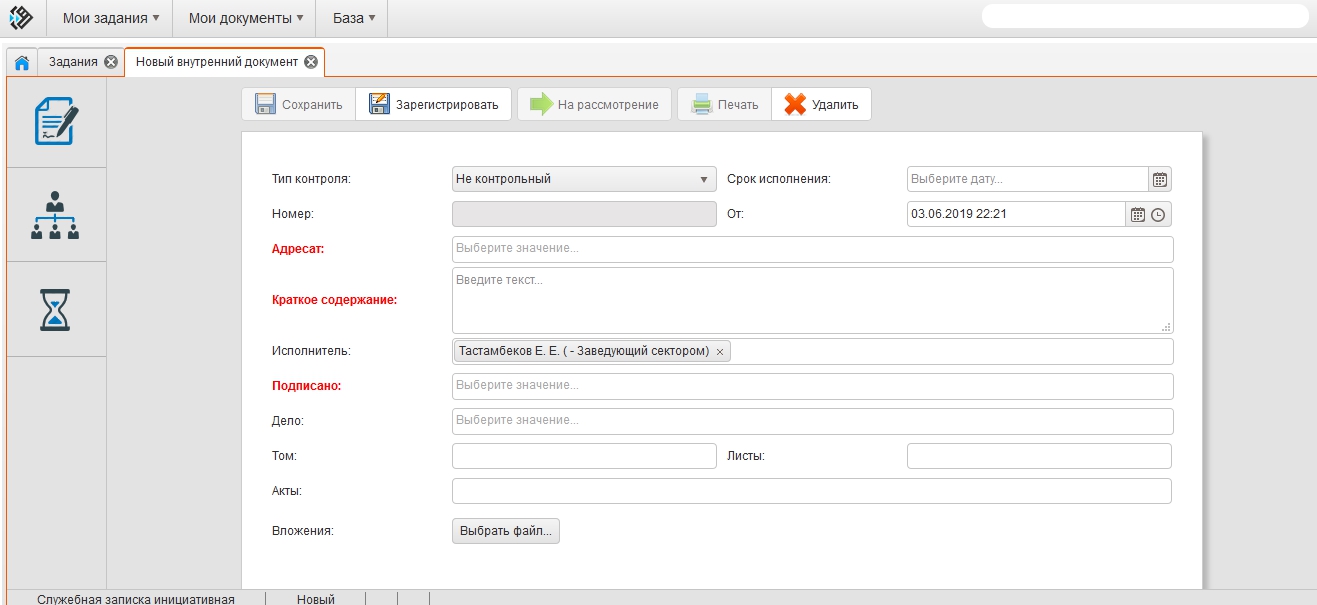 Мои задания Мои документы База
Задания Новый внутренний документ
Сохранить Зарегистрировать На рассмотрение Печать Удалить
Тип контроля: Не контрольный Срок исполнения: Выберите дату...
Номер: От: 03.06.2019 22:21
Адресат: Выберите значение...
Краткое содержание: Введите текст...
Исполнитель: Тастамбеков Е. Е. ( - Заведующий сектором) ×
Подписано: Выберите значение...
Дело: Выберите значение...
Том: Листы:
Акты:
Вложения: Выбрать файл...
Служебная записка инициативная Новый